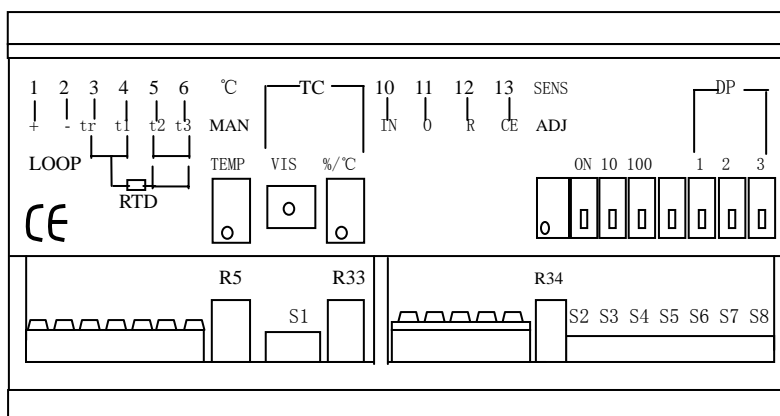 1 2 3 4 5 6 ℃ TC 10 11 12 13 SENS DP
+ - tr t1 t2 t3 MAN IN O R CE ADJ
LOOP TEMP VIS %/℃ ON 10 100 1 2 3
RTD
CE
R5 R33 R34
S1 S2 S3 S4 S5 S6 S7 S8